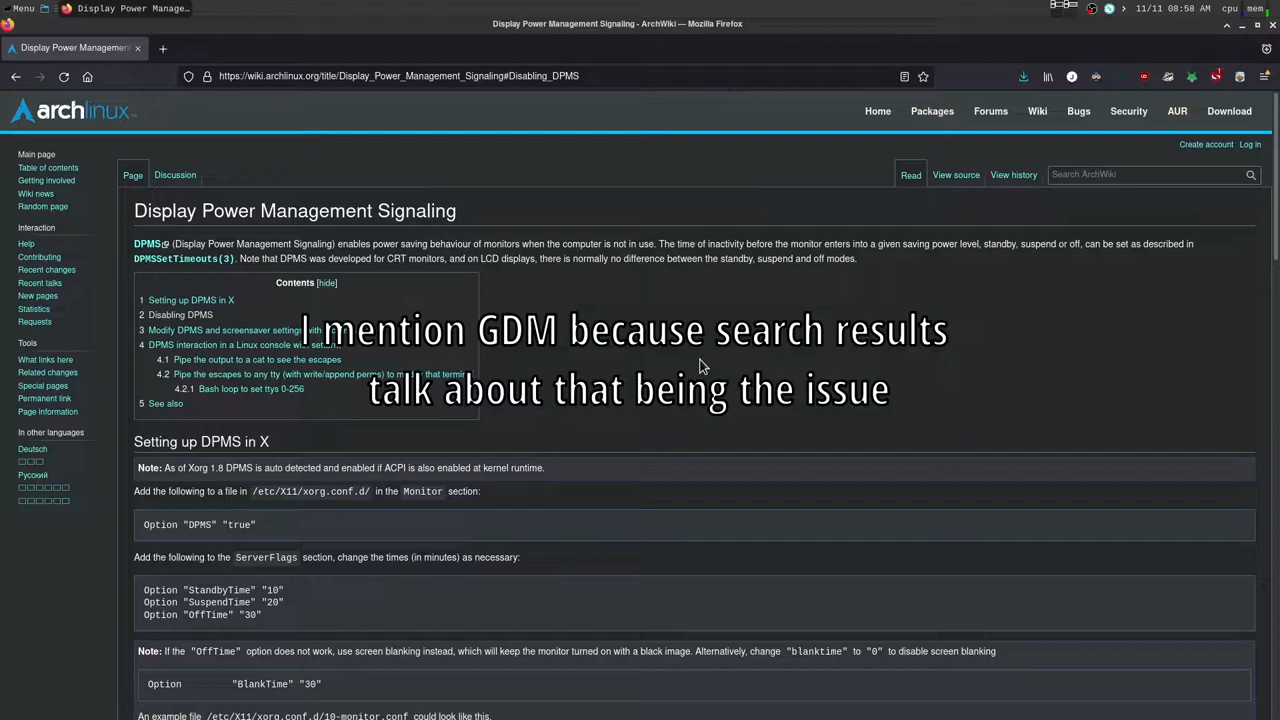 Menu
Display Power Manage…
Display Power Management Signaling - ArchWiki — Mozilla Firefox
11/11 08:58 AM
cpu
mem
Display Power Management
https://wiki.archlinux.org/title/Display_Power_Management_Signaling#Disabling_DPMS
archlinux
Home Packages Forums Wiki Bugs Security AUR Download
Create account Log in
Main page
Table of contents
Getting involved
Wiki news
Random page
Interaction
Help
Contributing
Recent changes
Recent talks
New pages
Statistics
Requests
Tools
What links here
Related changes
Special pages
Permanent link
Page information
In other languages
Deutsch
Русский
Page Discussion
Read View source View history
Search ArchWiki
Display Power Management Signaling
DPMS (Display Power Management Signaling) enables power saving behaviour of monitors when the computer is not in use. The time of inactivity before the monitor enters into a given saving power level, standby, suspend or off, can be set as described in
DPMSSetTimeouts(3). Note that DPMS was developed for CRT monitors, and on LCD displays, there is normally no difference between the standby, suspend and off modes.
Contents [hide]
1 Setting up DPMS in X
2 Disabling DPMS
3 Modify DPMS and screensaver settings
4 DPMS interaction in a Linux console with
4.1 Pipe the output to a cat to see the escapes
4.2 Pipe the escapes to any tty (with write/append perms) to
4.2.1 Bash loop to set ttys 0-256
5 See also
I mention GDM because search results
talk about that being the issue
Setting up DPMS in X
Note: As of Xorg 1.8 DPMS is auto detected and enabled if ACPI is also enabled at kernel runtime.
Add the following to a file in /etc/X11/xorg.conf.d/ in the Monitor section:
Option "DPMS" "true"
Add the following to the ServerFlags section, change the times (in minutes) as necessary:
Option "StandbyTime" "10"
Option "SuspendTime" "20"
Option "OffTime" "30"
Note: If the "OffTime" option does not work, use screen blanking instead, which will keep the monitor turned on with a black image. Alternatively, change "blanktime" to "0" to disable screen blanking
Option "BlankTime" "30"
An example file /etc/X11/xorg.conf.d/10-monitor.conf could look like this.